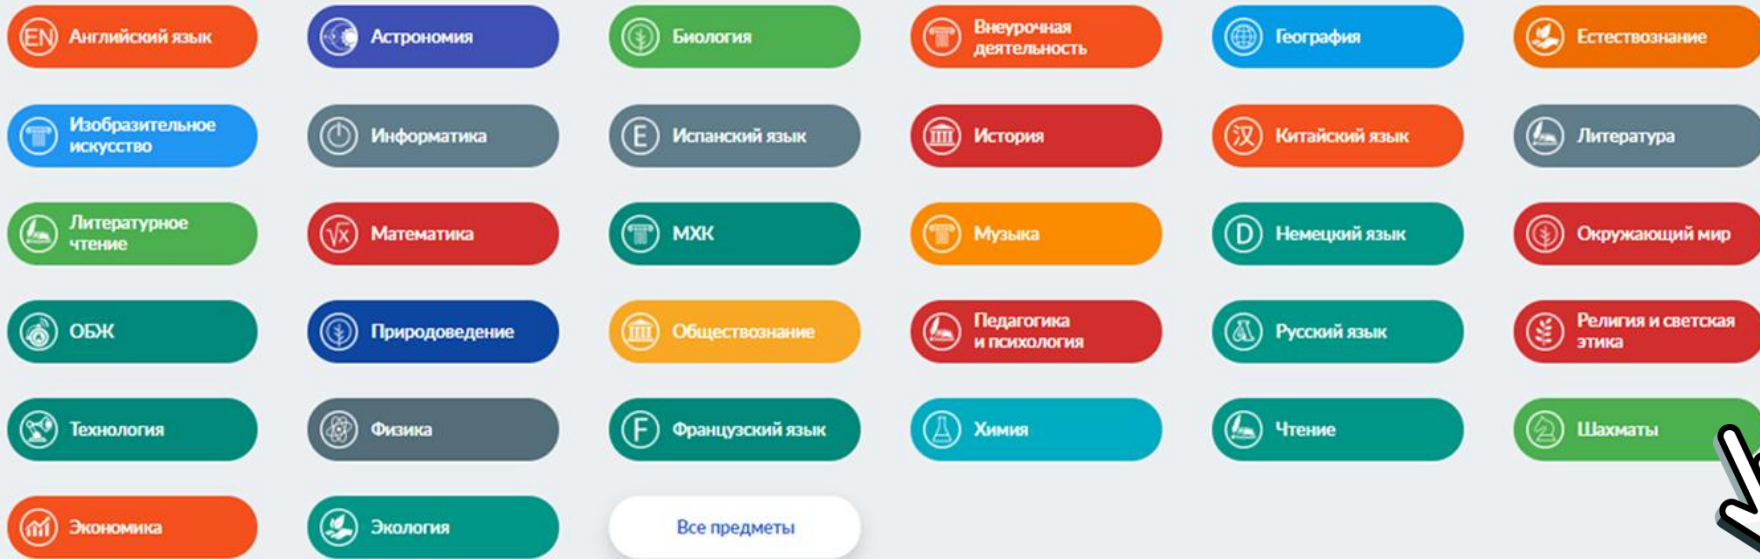 EN Английский язык
Астрономия
Биология
Внеурочная
деятельность
География
Естествознание
Изобразительное
искусство
Информатика
E Испанский язык
История
汉 Китайский язык
Литература
Литературное
чтение
√x Математика
МХК
Музыка
D Немецкий язык
Окружающий мир
ОБЖ
Природоведение
Обществознание
Педагогика
и психология
Русский язык
Религия и светская
этика
Технология
Физика
F Французский язык
Химия
Чтение
Шахматы
Экономика
Экология
Все предметы